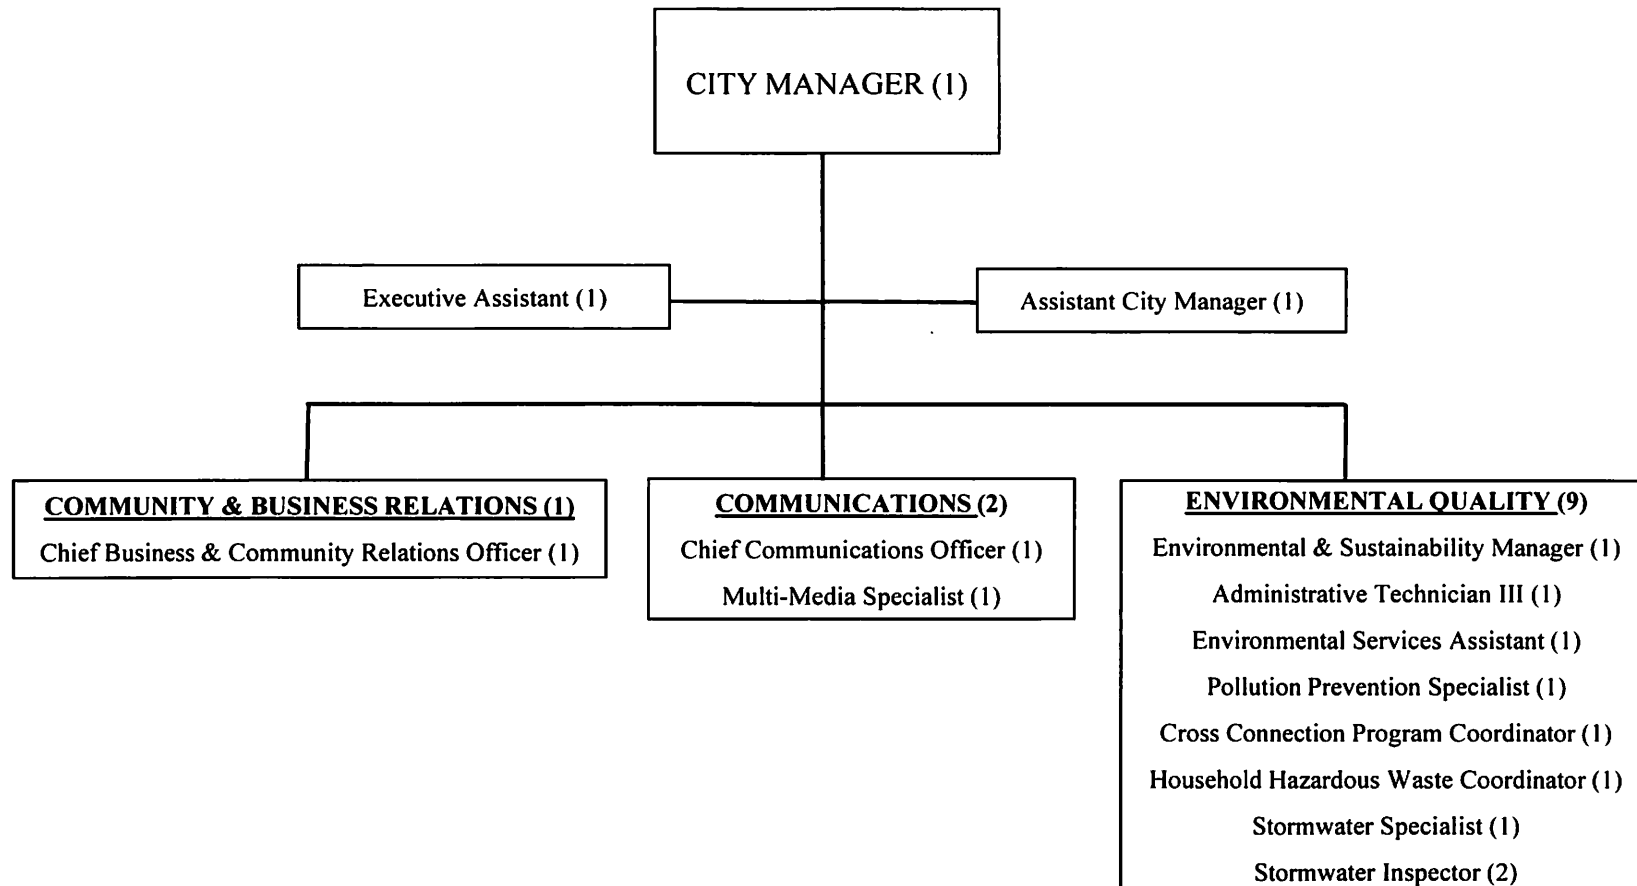 CITY MANAGER (1)
Executive Assistant (1)
Assistant City Manager (1)
COMMUNITY & BUSINESS RELATIONS (1)
Chief Business & Community Relations Officer (1)
COMMUNICATIONS (2)
Chief Communications Officer (1)
Multi-Media Specialist (1)
ENVIRONMENTAL QUALITY (9)
Environmental & Sustainability Manager (1)
Administrative Technician III (1)
Environmental Services Assistant (1)
Pollution Prevention Specialist (1)
Cross Connection Program Coordinator (1)
Household Hazardous Waste Coordinator (1)
Stormwater Specialist (1)
Stormwater Inspector (2)